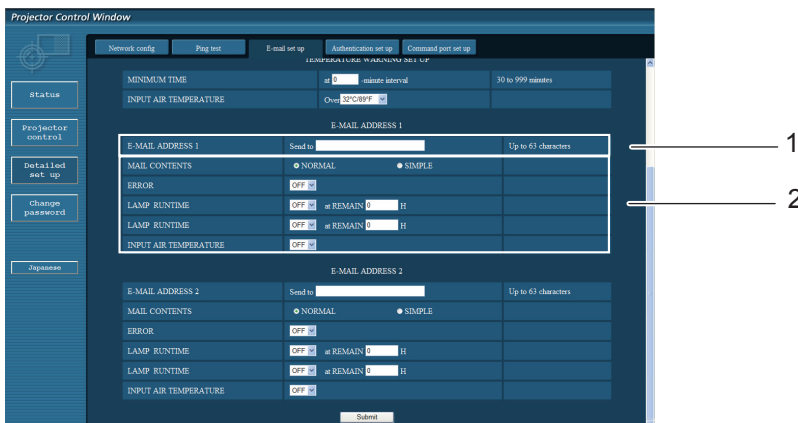 Projector Control Window
Network config Ping test E-mail set up Authentication set up Command port set up
TEMPERATURE WARNING SET UP
MINIMUM TIME at 0 -minute interval 30 to 999 minutes
INPUT AIR TEMPERATURE Over 32°C/89°F
Status
Projector control
Detailed set up
Change password
Japanese
E-MAIL ADDRESS 1
E-MAIL ADDRESS 1 Send to Up to 63 characters 1
MAIL CONTENTS NORMAL SIMPLE
ERROR OFF
LAMP RUNTIME OFF at REMAIN 0 H 2
LAMP RUNTIME OFF at REMAIN 0 H
INPUT AIR TEMPERATURE OFF
E-MAIL ADDRESS 2
E-MAIL ADDRESS 2 Send to Up to 63 characters
MAIL CONTENTS NORMAL SIMPLE
ERROR OFF
LAMP RUNTIME OFF at REMAIN 0 H
LAMP RUNTIME OFF at REMAIN 0 H
INPUT AIR TEMPERATURE OFF
Submit